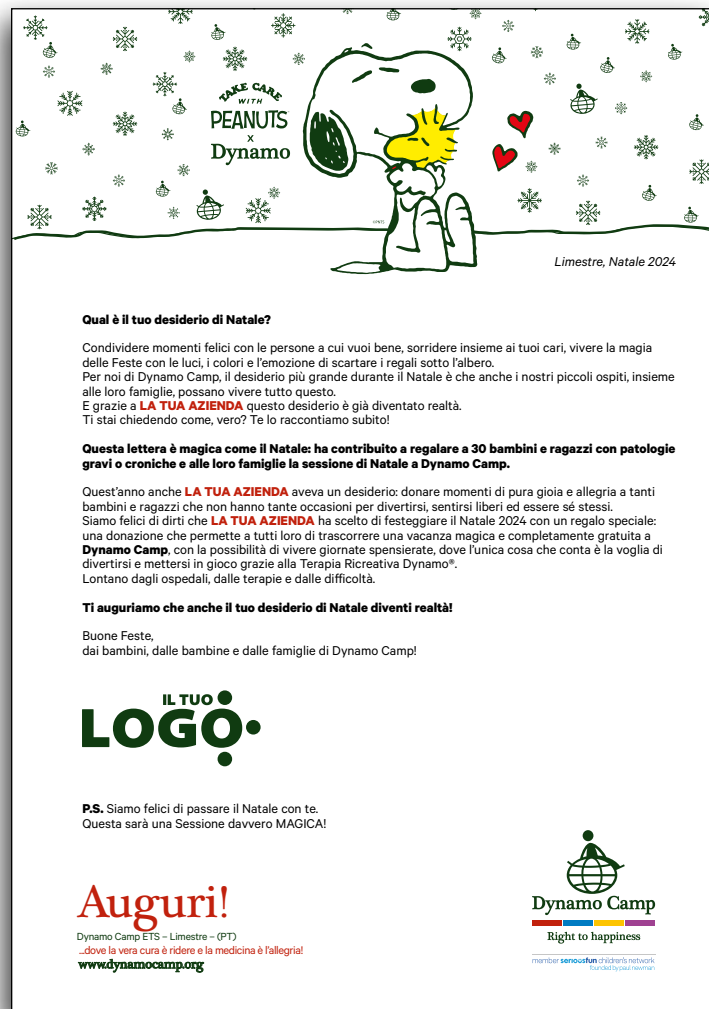 TAKE CARE
WITH
PEANUTS
x
Dynamo
©PNTS
Limestre, Natale 2024
Qual è il tuo desiderio di Natale?
Condividere momenti felici con le persone a cui vuoi bene, sorridere insieme ai tuoi cari, vivere la magia
delle Feste con le luci, i colori e l'emozione di scartare i regali sotto l'albero.
Per noi di Dynamo Camp, il desiderio più grande durante il Natale è che anche i nostri piccoli ospiti, insieme
alle loro famiglie, possano vivere tutto questo.
E grazie a LA TUA AZIENDA questo desiderio è già diventato realtà.
Ti stai chiedendo come, vero? Te lo raccontiamo subito!
Questa lettera è magica come il Natale: ha contribuito a regalare a 30 bambini e ragazzi con patologie
gravi o croniche e alle loro famiglie la sessione di Natale a Dynamo Camp.
Quest'anno anche LA TUA AZIENDA aveva un desiderio: donare momenti di pura gioia e allegria a tanti
bambini e ragazzi che non hanno tante occasioni per divertirsi, sentirsi liberi ed essere sé stessi.
Siamo felici di dirti che LA TUA AZIENDA ha scelto di festeggiare il Natale 2024 con un regalo speciale:
una donazione che permette a tutti loro di trascorrere una vacanza magica e completamente gratuita a
Dynamo Camp, con la possibilità di vivere giornate spensierate, dove l'unica cosa che conta è la voglia di
divertirsi e mettersi in gioco grazie alla Terapia Ricreativa Dynamo®.
Lontano dagli ospedali, dalle terapie e dalle difficoltà.
Ti auguriamo che anche il tuo desiderio di Natale diventi realtà!
Buone Feste,
dai bambini, dalle bambine e dalle famiglie di Dynamo Camp!
IL TUO
LOGO
P.S. Siamo felici di passare il Natale con te.
Questa sarà una Sessione davvero MAGICA!
Auguri!
Dynamo Camp ETS – Limestre – (PT)
...dove la vera cura è ridere e la medicina è l'allegria!
www.dynamocamp.org
Dynamo Camp
Right to happiness
member seriousfun children's network
founded by paul newman